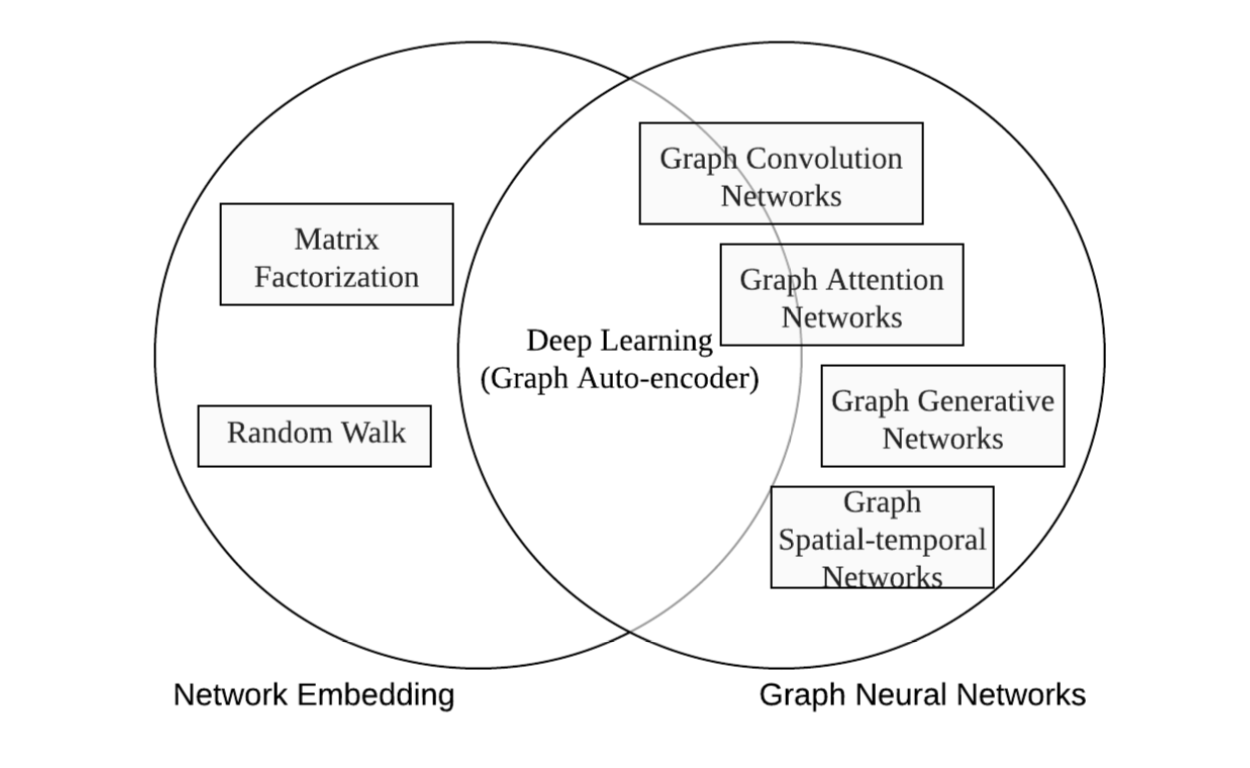 Graph Convolution
Networks
Matrix
Factorization
Graph Attention
Networks
Deep Learning
(Graph Auto-encoder)
Graph Generative
Networks
Random Walk
Graph
Spatial-temporal
Networks
Network Embedding
Graph Neural Networks